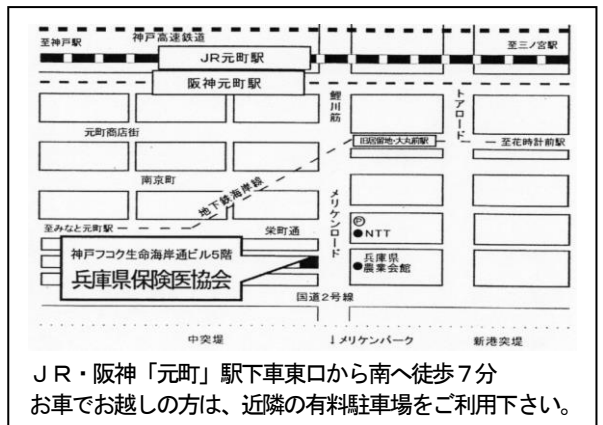 神戸高速鉄道
至神戸駅
至三ノ宮駅
JR元町駅
阪神元町駅
鯉川筋
トアロード
元町商店街
旧居留地・大丸前駅
至花時計前駅
南京町
地下鉄海岸線
メリケンロード
至みなと元町駅
栄町通
Ⓟ
●NTT
神戸フコク生命海岸通ビル5階
兵庫県保険医協会
●兵庫県
農業会館
国道2号線
中突堤
↓メリケンパーク
新港突堤
ＪＲ・阪神「元町」駅下車東口から南へ徒歩７分
お車でお越しの方は、近隣の有料駐車場をご利用下さい。